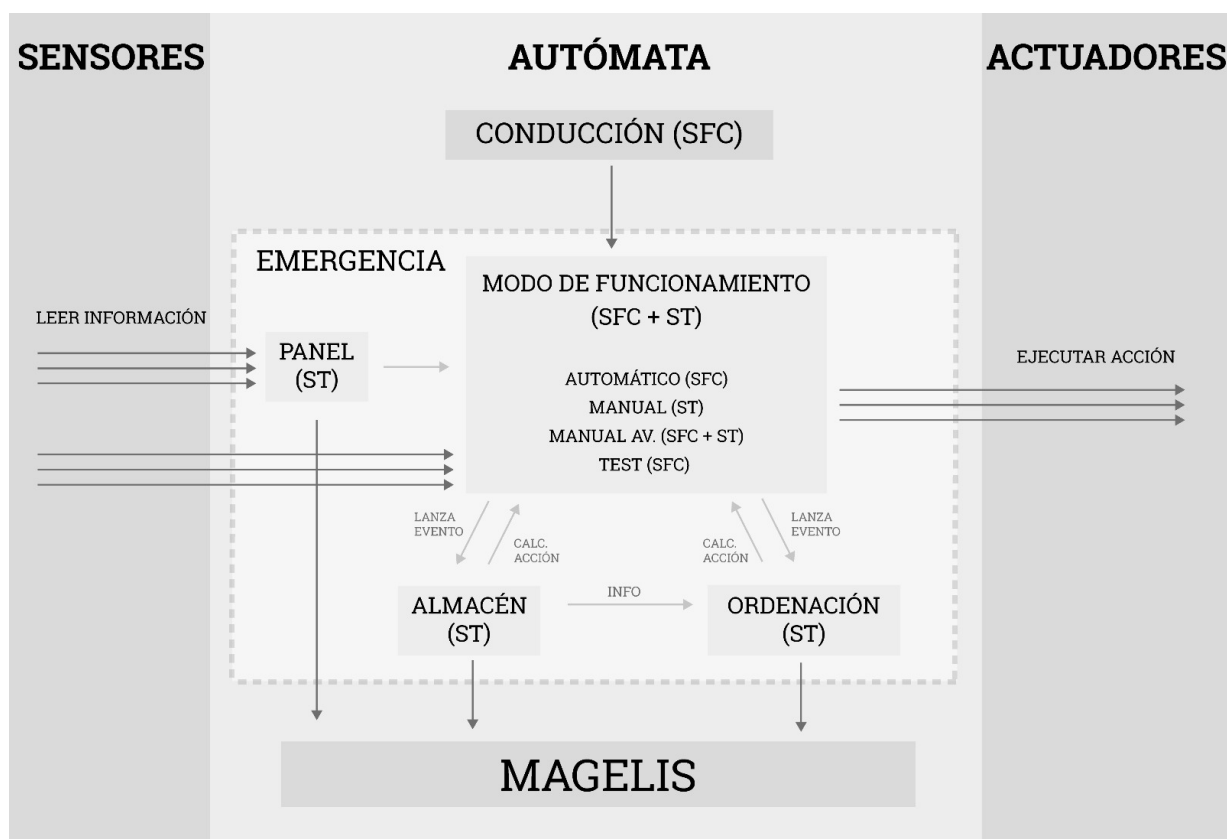 SENSORES
AUTÓMATA
ACTUADORES
CONDUCCIÓN (SFC)
EMERGENCIA
MODO DE FUNCIONAMIENTO
(SFC + ST)
LEER INFORMACIÓN
PANEL
(ST)
EJECUTAR ACCIÓN
AUTOMÁTICO (SFC)
MANUAL (ST)
MANUAL AV. (SFC + ST)
TEST (SFC)
LANZA
EVENTO
CALC.
ACCIÓN
CALC.
ACCIÓN
LANZA
EVENTO
ALMACÉN
(ST)
INFO
ORDENACIÓN
(ST)
MAGELIS